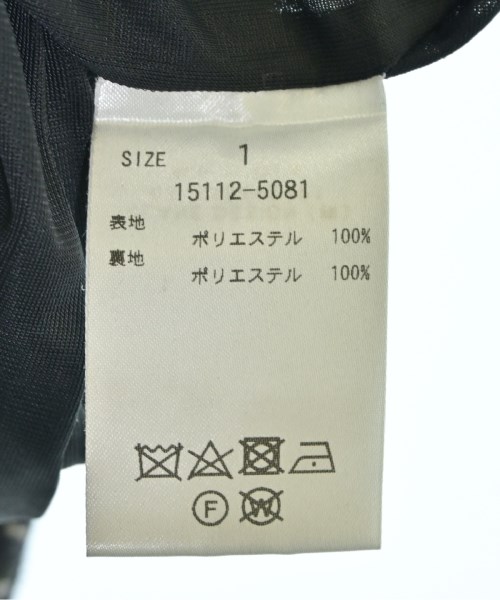 SIZE 1
15112-5081
表地
ポリエステル 100%
裏地
ポリエステル 100%
F W